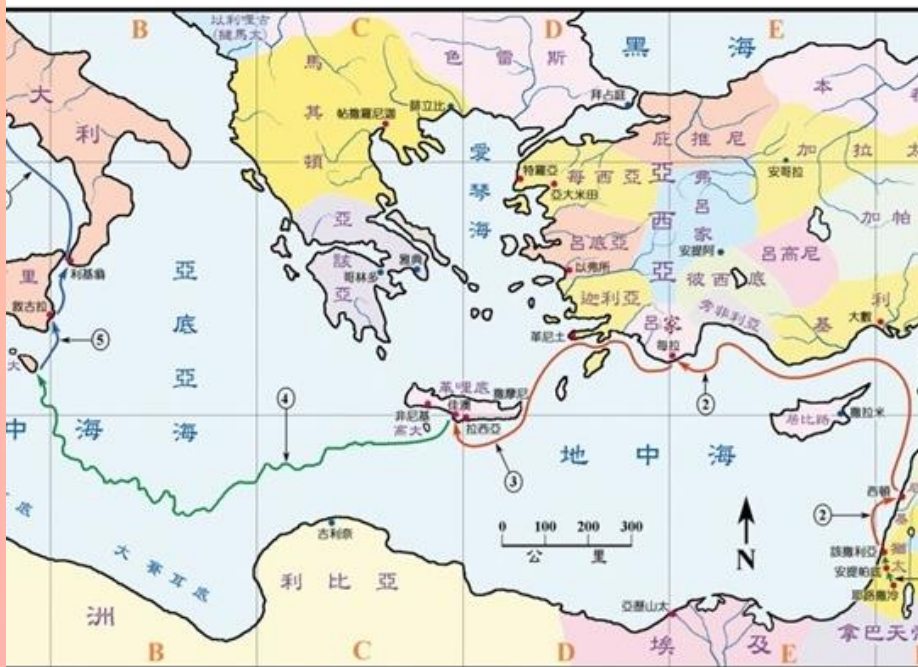 B
C
D
E
以利哩古
(撻馬太)
馬其頓
色雷斯
黑海
本
拜占庭
腓立比
帖撒羅尼迦
大利
庇推尼
加拉太
愛琴海
特羅亞
每西亞
亞大米田
亞西亞
弗呂家
安哥拉
加帕
亞該亞
雅典
哥林多
呂底亞
以弗所
安提阿
彼西底
呂高尼
里
利基翁
敘古拉
亞底亞海
迦利亞
呂家
旁非利亞
基利
大數
革尼土
每拉
5
大
4
革哩底
撒摩尼
佳澳
非尼基
高大
拉西亞
2
居比路
撒拉米
中海
地中海
3
西頓
2
底
大賽耳底
古利奈
0 100 200 300
公里
N
該撒利亞
安提帕底
耶路撒冷
猶太
洲
利比亞
亞歷山太
埃及
拿巴天帝
B
C
D
E